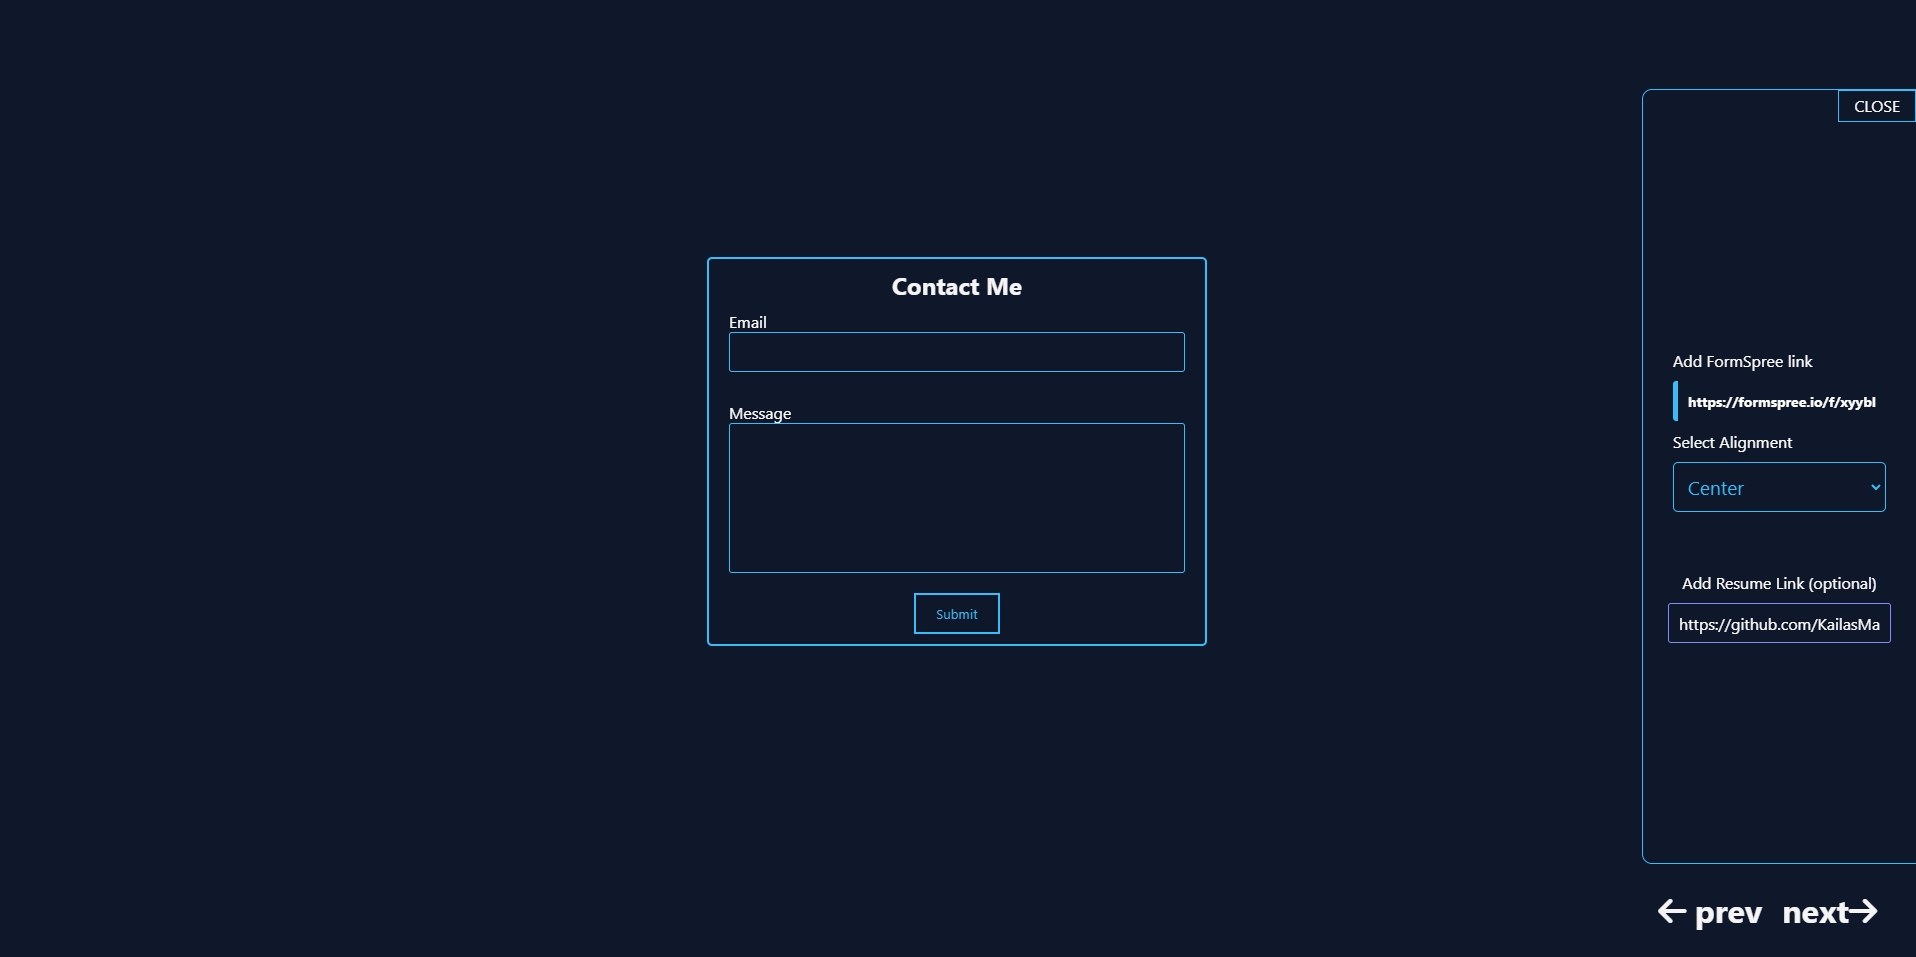 CLOSE
Contact Me
Email
Message
Submit
Add FormSpree link
https://formspree.io/f/xyybl
Select Alignment
Center
Add Resume Link (optional)
https://github.com/KailasMa
prev next